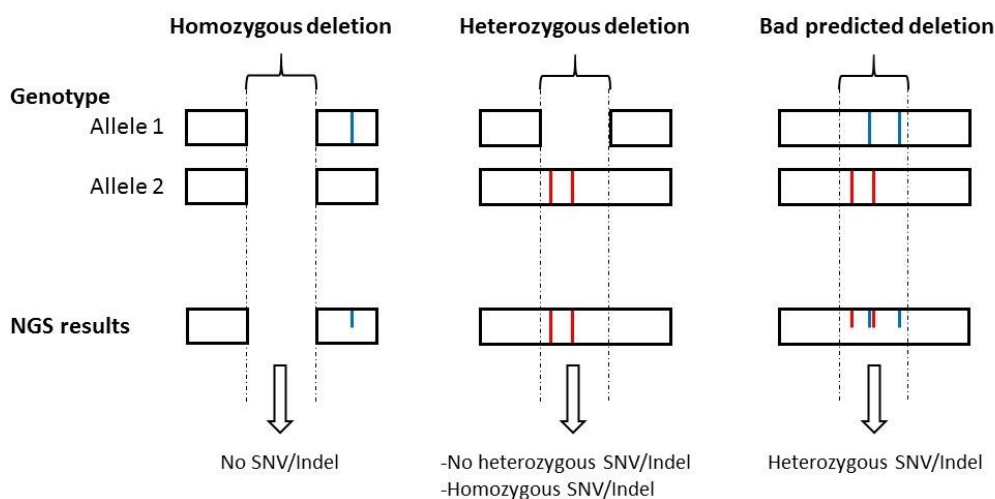 Homozygous deletion Heterozygous deletion Bad predicted deletion
Genotype
Allele 1
Allele 2
NGS results
No SNV/Indel -No heterozygous SNV/Indel Heterozygous SNV/Indel
-Homozygous SNV/Indel